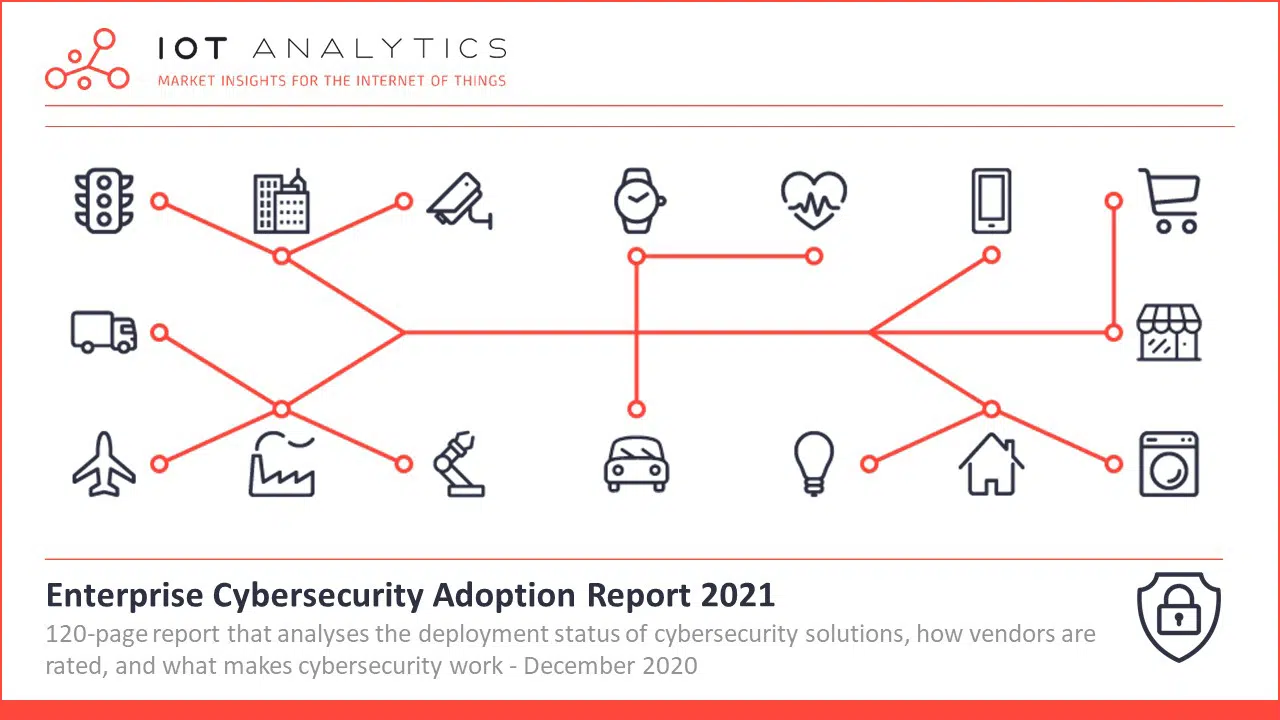 IOT ANALYTICS
MARKET INSIGHTS FOR THE INTERNET OF THINGS
Enterprise Cybersecurity Adoption Report 2021
120-page report that analyses the deployment status of cybersecurity solutions, how vendors are
rated, and what makes cybersecurity work - December 2020